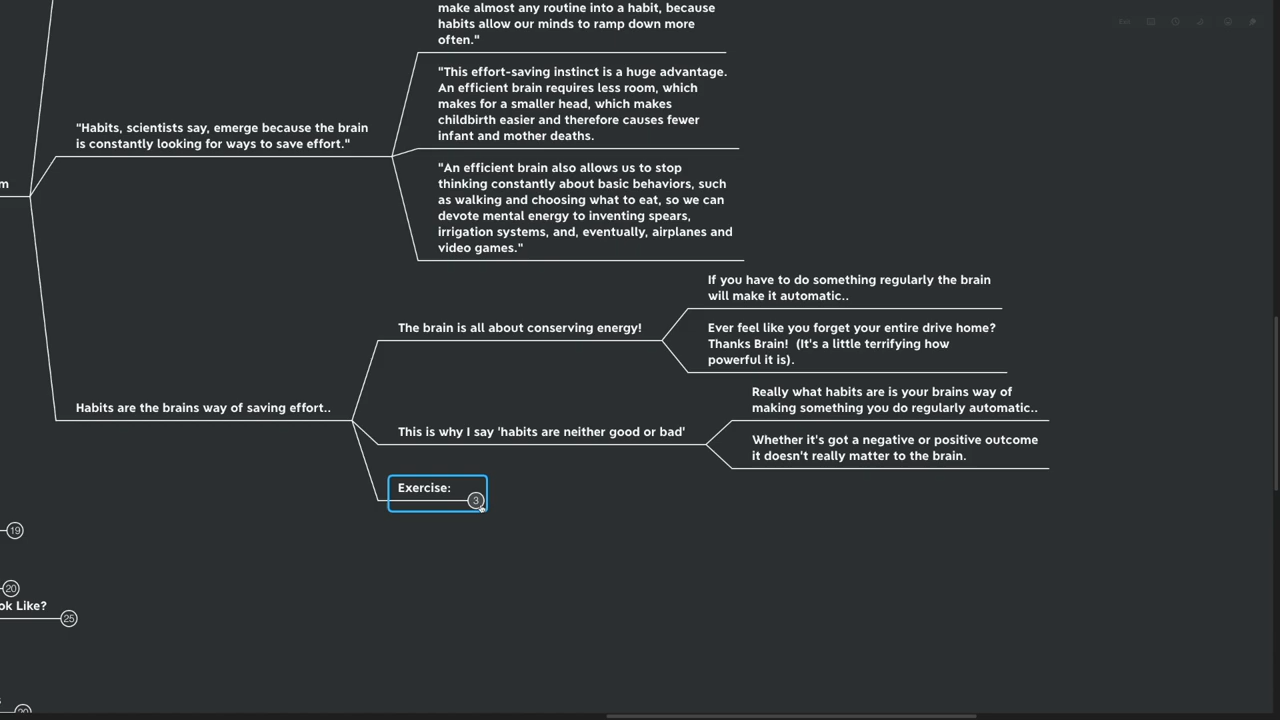 make almost any routine into a habit, because
habits allow our minds to ramp down more
often."
"This effort-saving instinct is a huge advantage.
An efficient brain requires less room, which
makes for a smaller head, which makes
childbirth easier and therefore causes fewer
infant and mother deaths.
"Habits, scientists say, emerge because the brain
is constantly looking for ways to save effort."
"An efficient brain also allows us to stop
thinking constantly about basic behaviors, such
as walking and choosing what to eat, so we can
devote mental energy to inventing spears,
irrigation systems, and, eventually, airplanes and
video games."
m
If you have to do something regularly the brain
will make it automatic..
The brain is all about conserving energy!
Ever feel like you forget your entire drive home?
Thanks Brain!  (It's a little terrifying how
powerful it is).
Habits are the brains way of saving effort..
Really what habits are is your brains way of
making something you do regularly automatic..
This is why I say 'habits are neither good or bad'
Whether it's got a negative or positive outcome
it doesn't really matter to the brain.
Exercise:
3
19
20
ook Like?
25